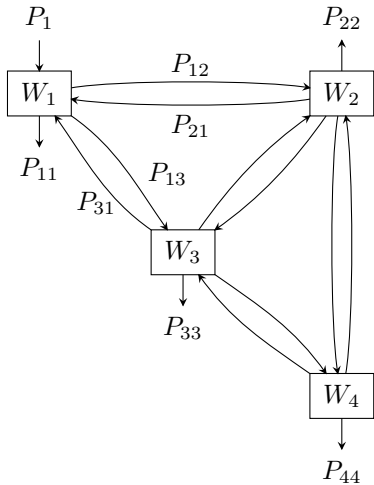 P₁ P₂₂
P₁₂
W₁ W₂
P₂₁
P₁₁ P₁₃
P₃₁
W₃
P₃₃
W₄
P₄₄